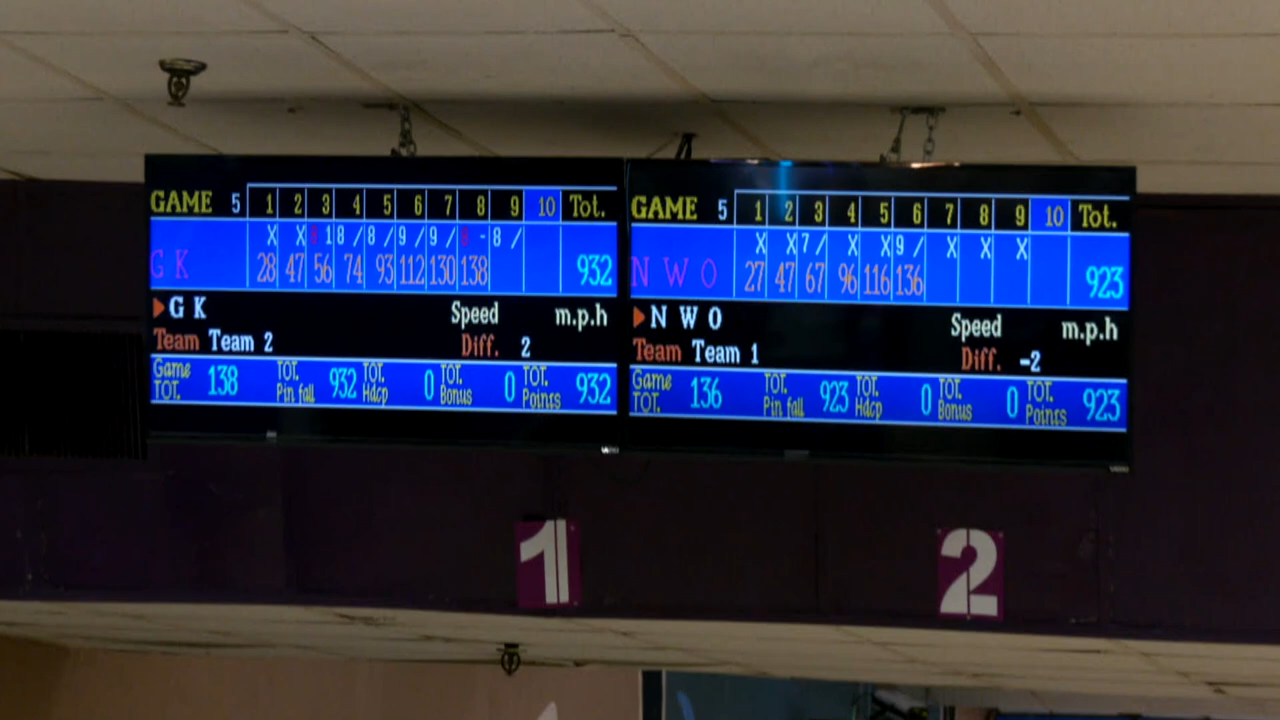 GAME 5 1 2 3 4 5 6 7 8 9 10 Tot.
X X 8 1 8 / 8 / 9 / 9 / 8 - 8 /
G K 28 47 56 74 93 112 130 138 932
G K Speed m.p.h
Team Team 2 Diff. 2
Game TOT. 138 TOT. Pin fall 932 TOT. Hdcp 0 TOT. Bonus 0 TOT. Points 932
GAME 5 1 2 3 4 5 6 7 8 9 10 Tot.
X X 7 / X X 9 / X X X
N W O 27 47 67 96 116 136 923
N W O Speed m.p.h
Team Team 1 Diff. -2
Game TOT. 136 TOT. Pin fall 923 TOT. Hdcp 0 TOT. Bonus 0 TOT. Points 923
VIZIO
1
2